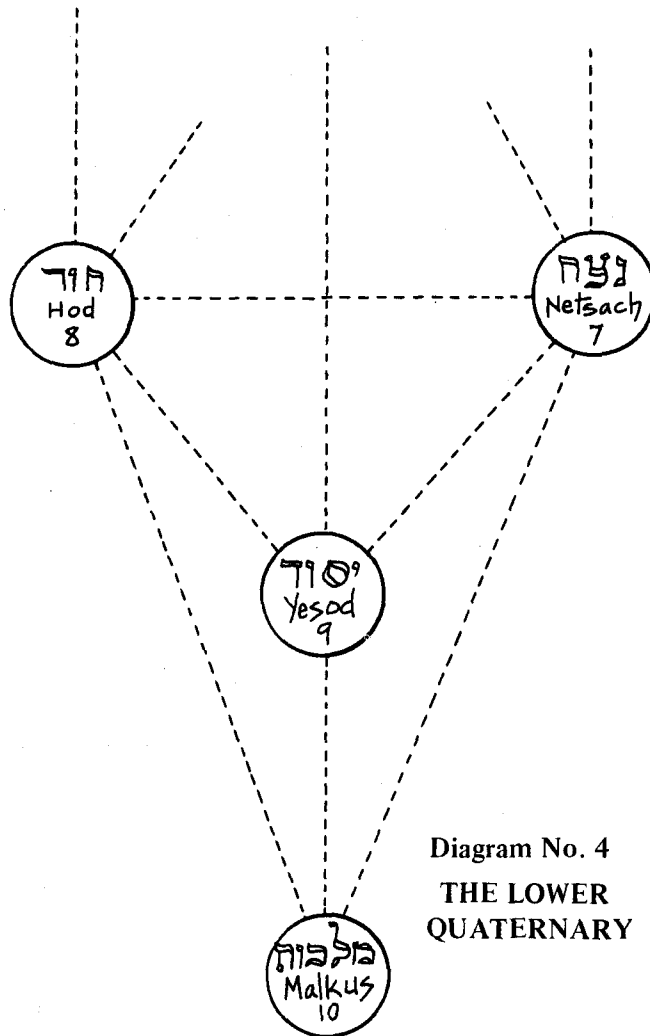 הוד
Hod
8
נצח
Netsach
7
יסוד
Yesod
9
Diagram No. 4
THE LOWER
QUATERNARY
מלכות
Malkus
10